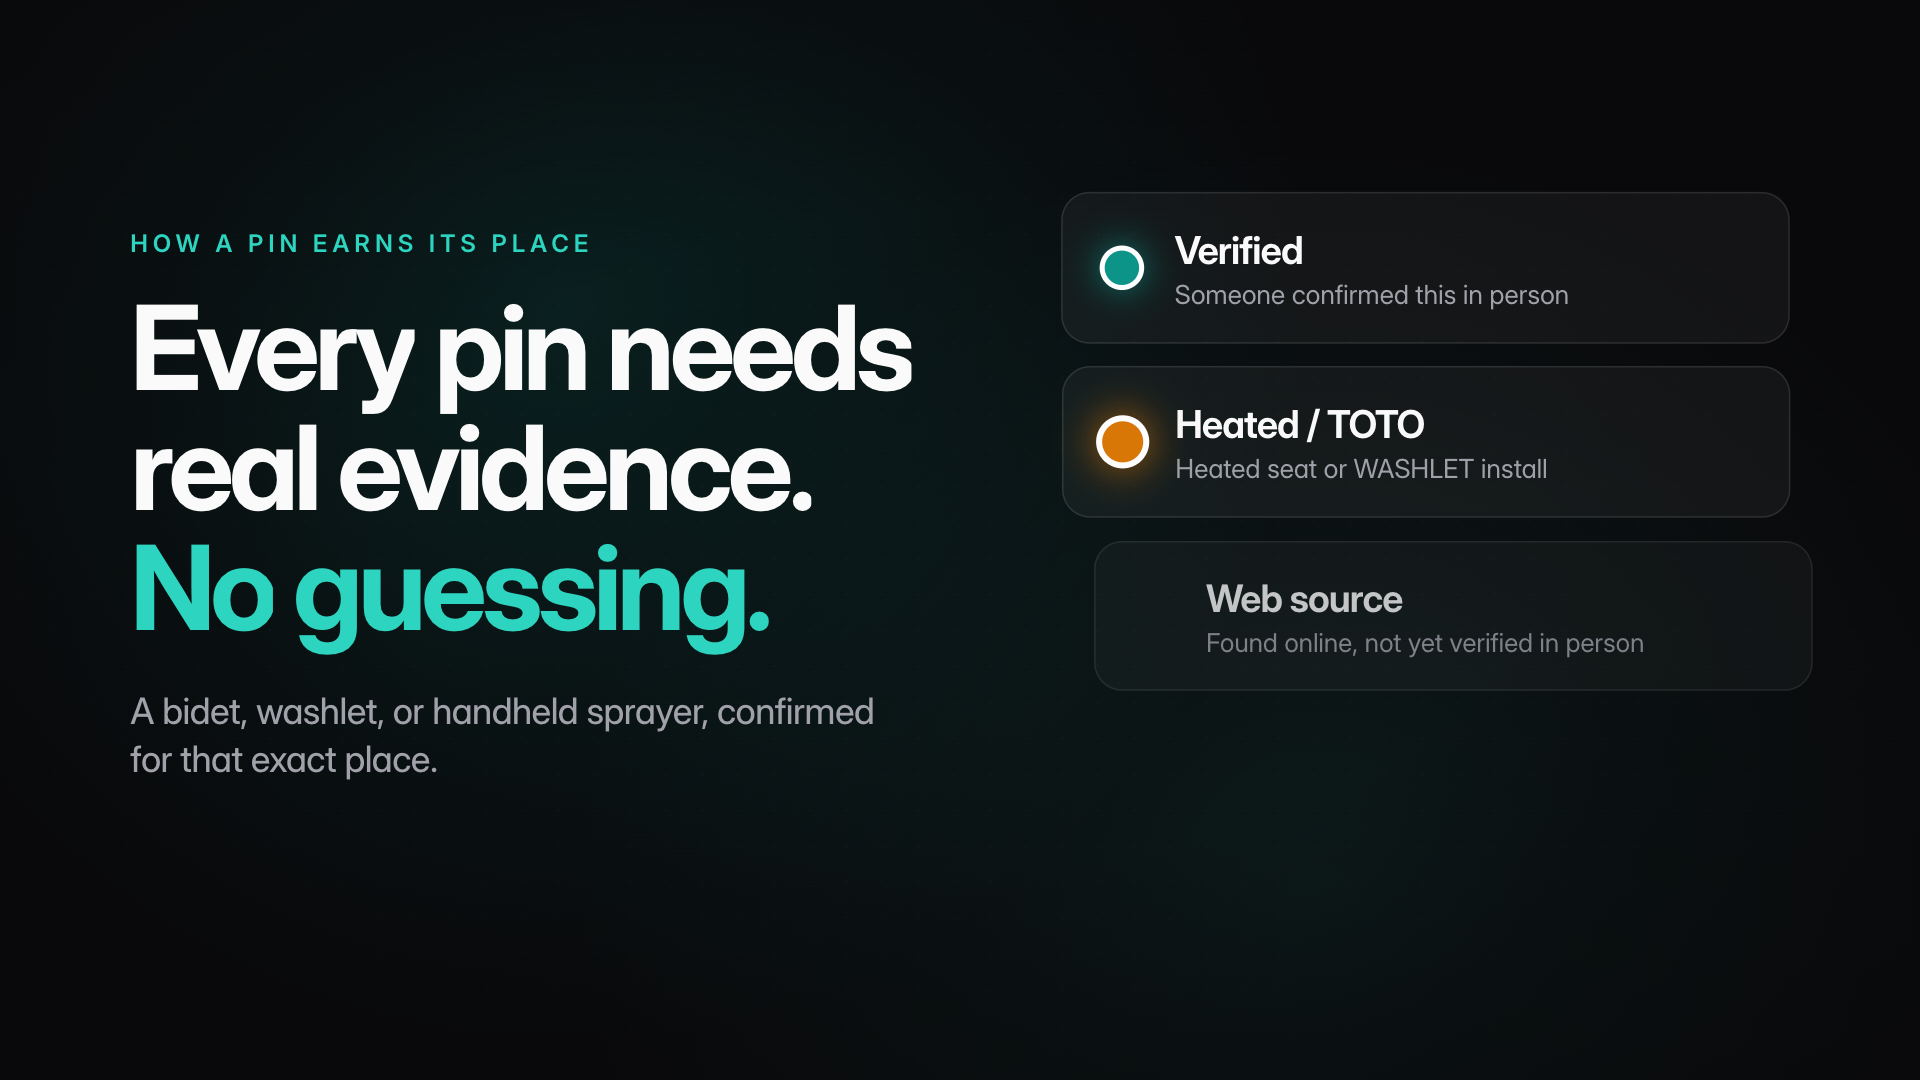 HOW A PIN EARNS ITS PLACE
Every pin needs
real evidence.
No guessing.
A bidet, washlet, or handheld sprayer, confirmed
for that exact place.
Verified
Someone confirmed this in person
Heated / TOTO
Heated seat or WASHLET install
Web source
Found online, not yet verified in person